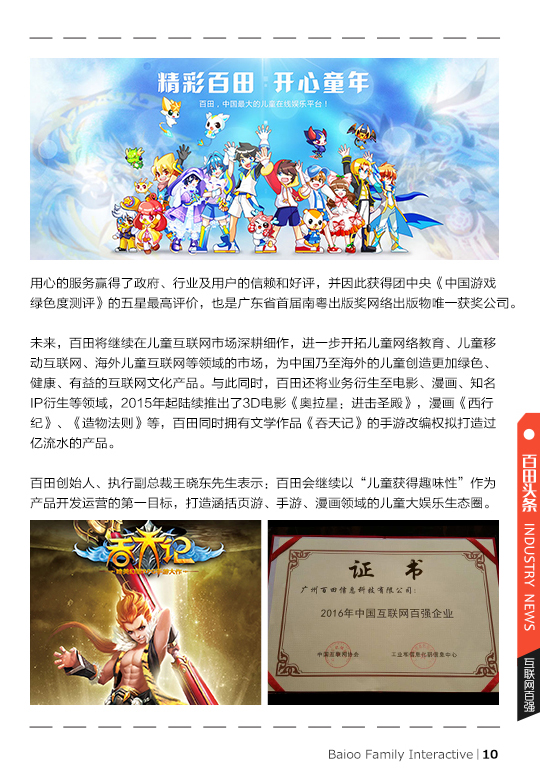 精彩百田·开心童年
百田，中国最大的儿童在线娱乐平台！
用心的服务赢得了政府、行业及用户的信赖和好评，并因此获得团中央《中国游戏
绿色度测评》的五星最高评价，也是广东省首届南粤出版奖网络出版物唯一获奖公司。
未来，百田将继续在儿童互联网市场深耕细作，进一步开拓儿童网络教育、儿童移
动互联网、海外儿童互联网等领域的市场，为中国乃至海外的儿童创造更加绿色、
健康、有益的互联网文化产品。与此同时，百田还将业务衍生至电影、漫画、知名
IP衍生等领域，2015年起陆续推出了3D电影《奥拉星：进击圣殿》，漫画《西行
纪》、《造物法则》等，百田同时拥有文学作品《吞天记》的手游改编权拟打造过
亿流水的产品。
百田创始人、执行副总裁王晓东先生表示：百田会继续以“儿童获得趣味性”作为
产品开发运营的第一目标，打造涵括页游、手游、漫画领域的儿童大娱乐生态圈。
吞天记
证书
广州百田信息科技有限公司：
2016年中国互联网百强企业
中国互联网协会
工业和信息化部信息中心
百田头条 INDUSTRY NEWS
互联网百强
Baioo Family Interactive | 10